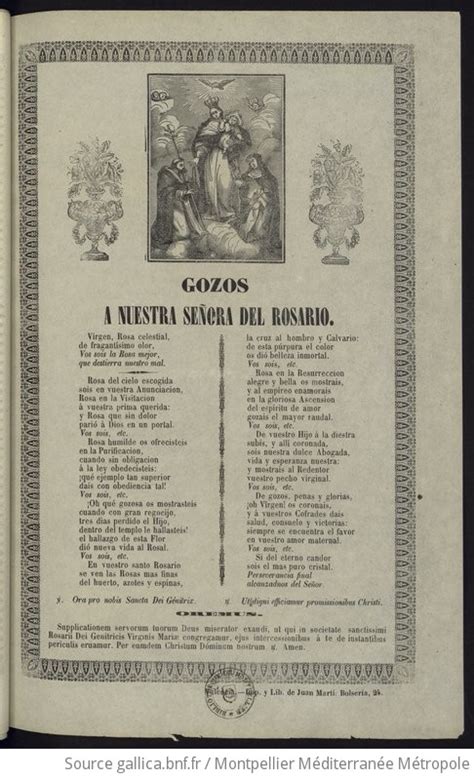 GOZOS
A NUESTRA SEÑORA DEL ROSARIO.
Virgen, Rosa celestial,
de fragantísimo olor,
Vos sois la Rosa mejor,
que destierra nuestro mal.
Rosa del cielo escogida
sois en vuestra Anunciacion,
Rosa en la Visitacion
á vuestra prima querida:
y Rosa que sin dolor
parió á Dios en un portal.
Vos sois, etc.
Rosa humilde os ofrecisteis
en la Purificacion,
cuando sin obligacion
á la ley obedecisteis:
¡qué ejemplo tan superior
dais con obediencia tal!
Vos sois, etc.
¡Oh qué gozosa os mostrasteis
cuando con gran regocijo,
tres dias perdido el Hijo,
dentro del templo le hallasteis!
el hallazgo de esta Flor
dió nueva vida al Rosal.
Vos sois, etc.
En vuestro santo Rosario
se ven las Rosas mas finas
del huerto, azotes y espinas,
la cruz al hombro y Calvario:
de esta púrpura el color
os dió belleza inmortal.
Vos sois, etc.
Rosa en la Resurreccion
alegre y bella os mostrais,
y al empireo enamorais
en la gloriosa Ascension
del espíritu de amor
gozais el mayor raudal.
Vos sois, etc.
De vuestro Hijo á la diestra
subís, y allí coronada,
sois nuestra dulce Abogada,
vida y esperanza nuestra:
y mostrais al Redentor
vuestro pecho virginal.
Vos sois, etc.
De gozos, penas y glorias,
¡oh Virgen! os coronais,
y á vuestros Cofrades dais
salud, consuelo y victorias:
siempre se encuentra el favor
en vuestro amor maternal.
Vos sois, etc.
Si del eterno candor
sois el mas puro cristal.
Perseverancia final
alcanzadnos del Señor.
℣. Ora pro nobis Sancta Dei Génitrix.
℟. Ut digni efficiamur promissionibus Christi.
OREMUS.
Supplicationem servorum tuorum Deus miserator exaudi, ut qui in societate sanctissimi
Rosarii Dei Genitricis Virginis Mariæ congregamur, ejus intercessionibus à te de instantibus
periculis eruamur. Per eumdem Christum Dóminum nostrum ℟. Amen.
Imp. y Lib. de Juan Martí. Bolsería, 24.
Source gallica.bnf.fr / Montpellier Méditerranée Métropole